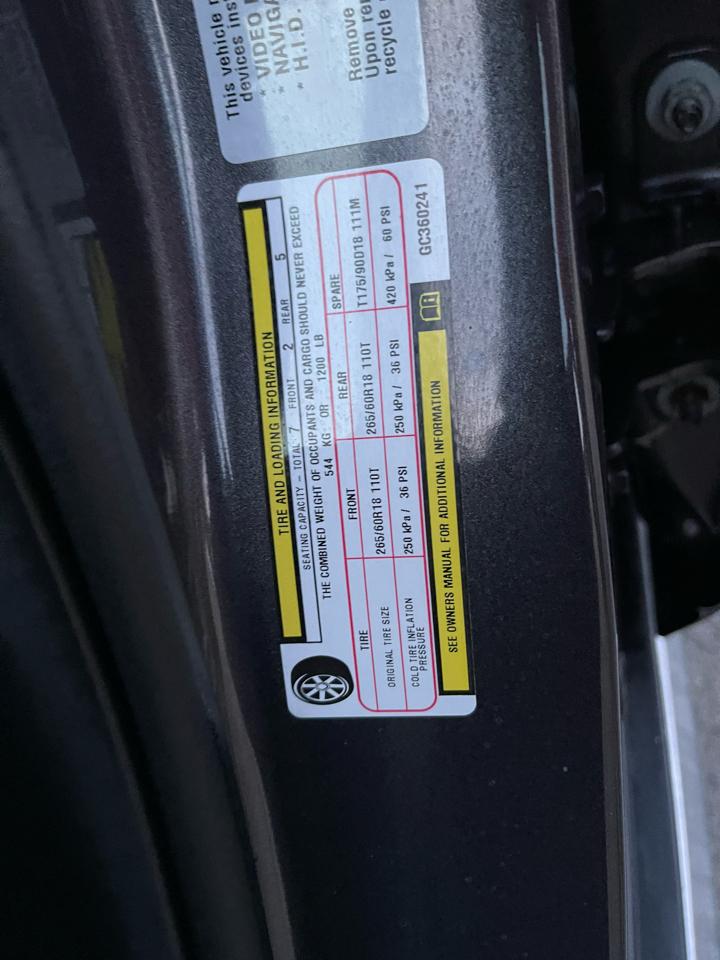 This vehicle
devices
* VIDEO
* H.I.D.
Remove
Upon
recycle
TIRE AND LOADING INFORMATION
SEATING CAPACITY – TOTAL 7 FRONT 2 REAR 5
THE COMBINED WEIGHT OF OCCUPANTS AND CARGO SHOULD NEVER EXCEED
544 KG OR 1200 LB
TIRE FRONT REAR SPARE
ORIGINAL TIRE SIZE 265/60R18 110T 265/60R18 110T T175/90D18 111M
COLD TIRE INFLATION
PRESSURE 250 kPa / 36 PSI 250 kPa / 36 PSI 420 kPa / 60 PSI
SEE OWNERS MANUAL FOR ADDITIONAL INFORMATION
GC360241